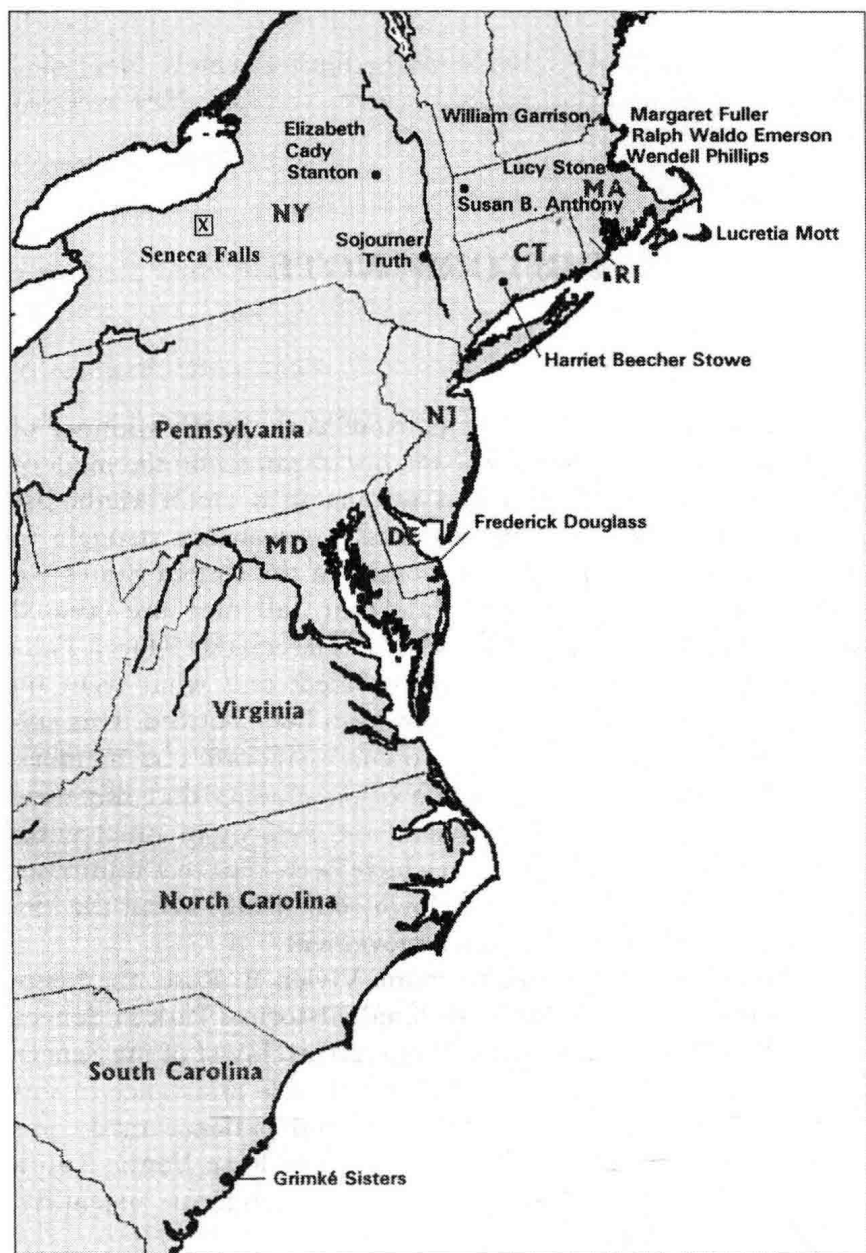 William Garrison
Margaret Fuller
Ralph Waldo Emerson
Wendell Phillips
Elizabeth
Cady
Stanton
Lucy Stone
MA
Susan B. Anthony
NY
X
Seneca Falls
Sojourner
Truth
Lucretia Mott
CT
RI
Harriet Beecher Stowe
NJ
Pennsylvania
Frederick Douglass
MD
DE
Virginia
North Carolina
South Carolina
Grimké Sisters